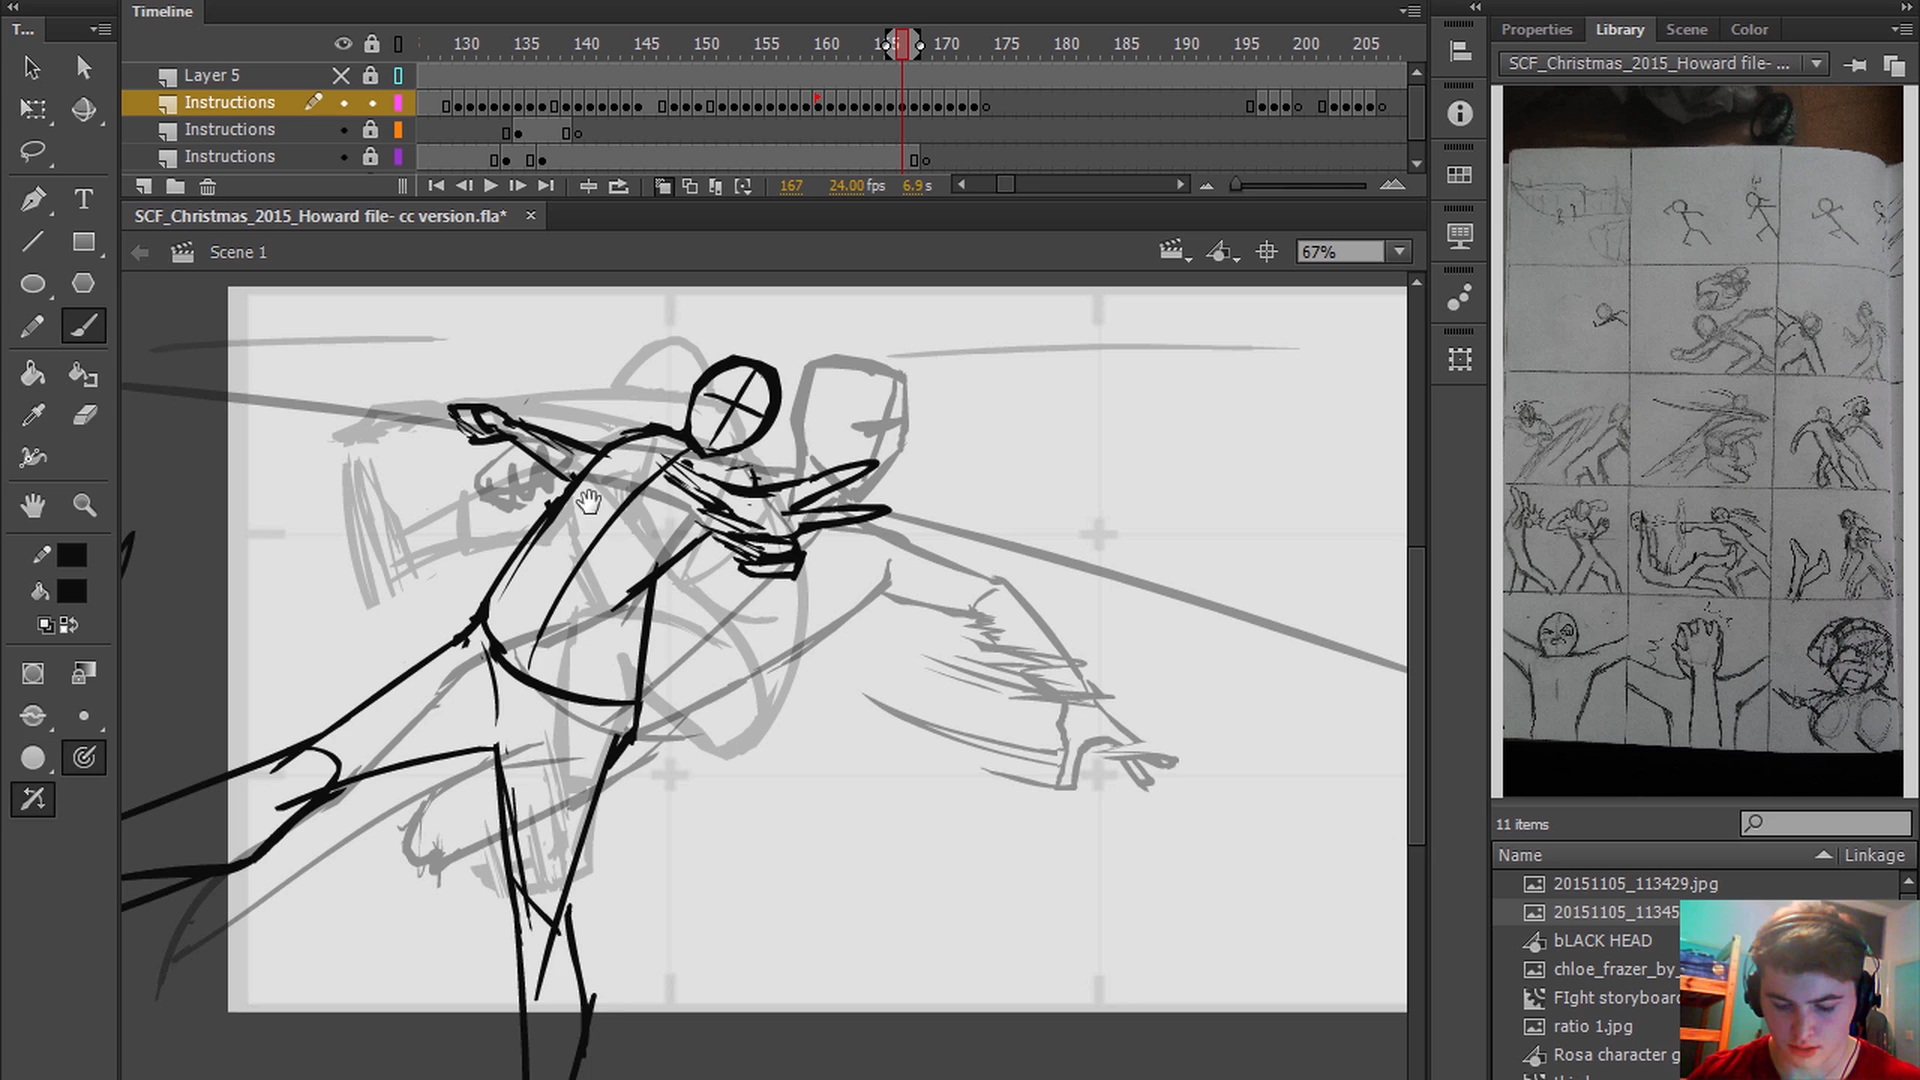 T...
Timeline
130 135 140 145 150 155 160 170 175 180 185 190 195 200 205
Layer 5
Instructions
Instructions
Instructions
167 24.00 fps 6.9 s
SCF_Christmas_2015_Howard file- cc version.fla*
Scene 1
67%
Properties Library Scene Color
SCF_Christmas_2015_Howard file- ...
11 items
Name Linkage
20151105_113429.jpg
20151105_11345
bLACK HEAD
chloe_frazer_by_
FIght storyboard
ratio 1.jpg
Rosa character g